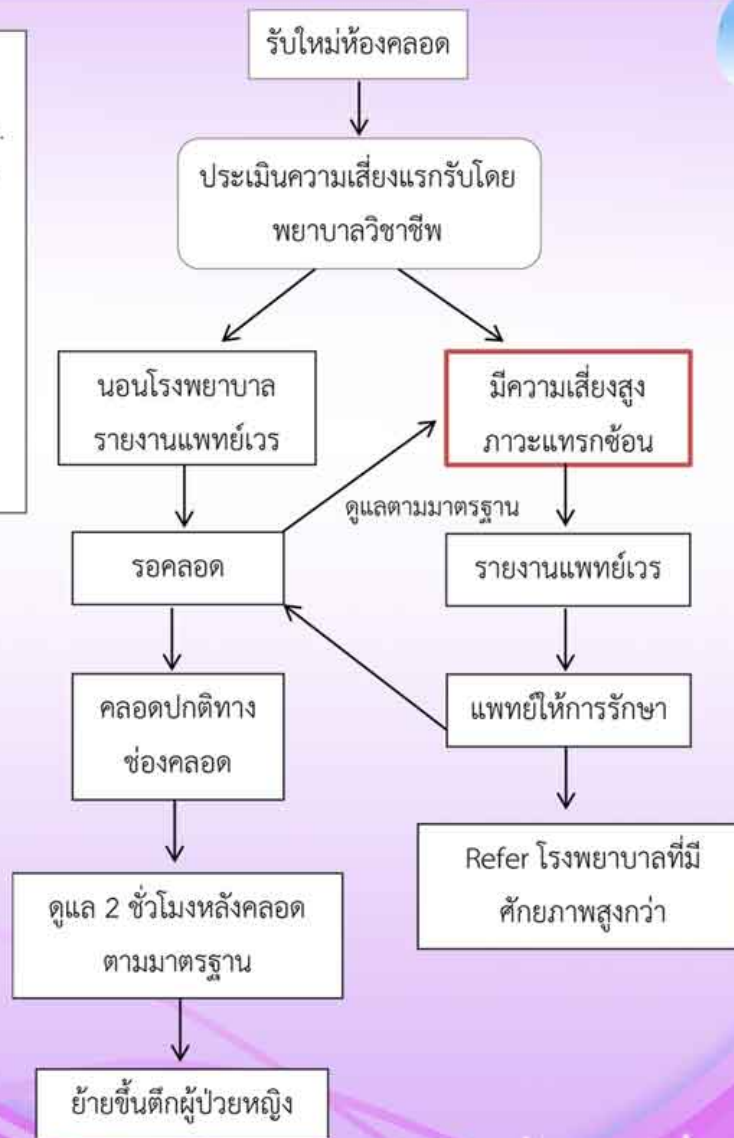 รับใหม่ห้องคลอด
ประเมินความเสี่ยงแรกรับโดย
พยาบาลวิชาชีพ
นอนโรงพยาบาล
รายงานแพทย์เวร
มีความเสี่ยงสูง
ภาวะแทรกซ้อน
ดูแลตามมาตรฐาน
รอคลอด
รายงานแพทย์เวร
คลอดปกติทาง
ช่องคลอด
แพทย์ให้การรักษา
Refer โรงพยาบาลที่มี
ศักยภาพสูงกว่า
ดูแล 2 ชั่วโมงหลังคลอด
ตามมาตรฐาน
ย้ายขึ้นตึกผู้ป่วยหญิง